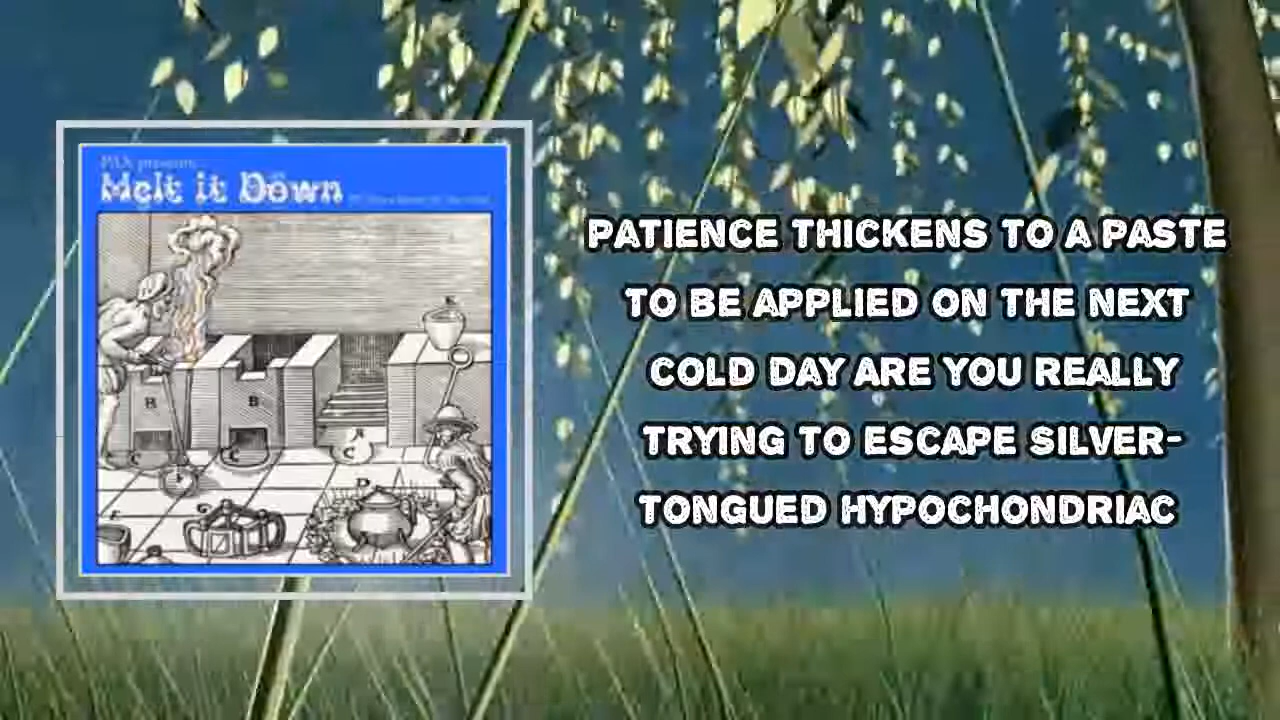 Melt it Down
PATIENCE THICKENS TO A PASTE
TO BE APPLIED ON THE NEXT
COLD DAY ARE YOU REALLY
TRYING TO ESCAPE SILVER-
TONGUED HYPOCHONDRIAC
B
B
A
C
C
C
D